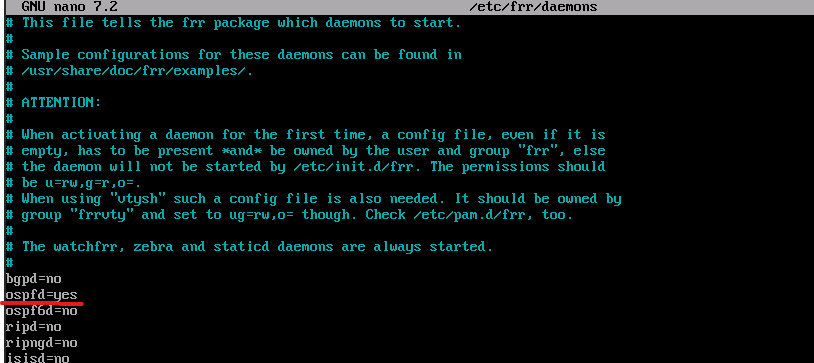 GNU nano 7.2 /etc/frr/daemons
# This file tells the frr package which daemons to start.
#
# Sample configurations for these daemons can be found in
# /usr/share/doc/frr/examples/.
#
# ATTENTION:
#
# When activating a daemon for the first time, a config file, even if it is
# empty, has to be present *and* be owned by the user and group "frr", else
# the daemon will not be started by /etc/init.d/frr. The permissions should
# be u=rw,g=r,o=.
# When using "vtysh" such a config file is also needed. It should be owned by
# group "frrvty" and set to ug=rw,o= though. Check /etc/pam.d/frr, too.
#
# The watchfrr, zebra and staticd daemons are always started.
#
bgpd=no
ospfd=yes
ospf6d=no
ripd=no
ripngd=no
isisd=no